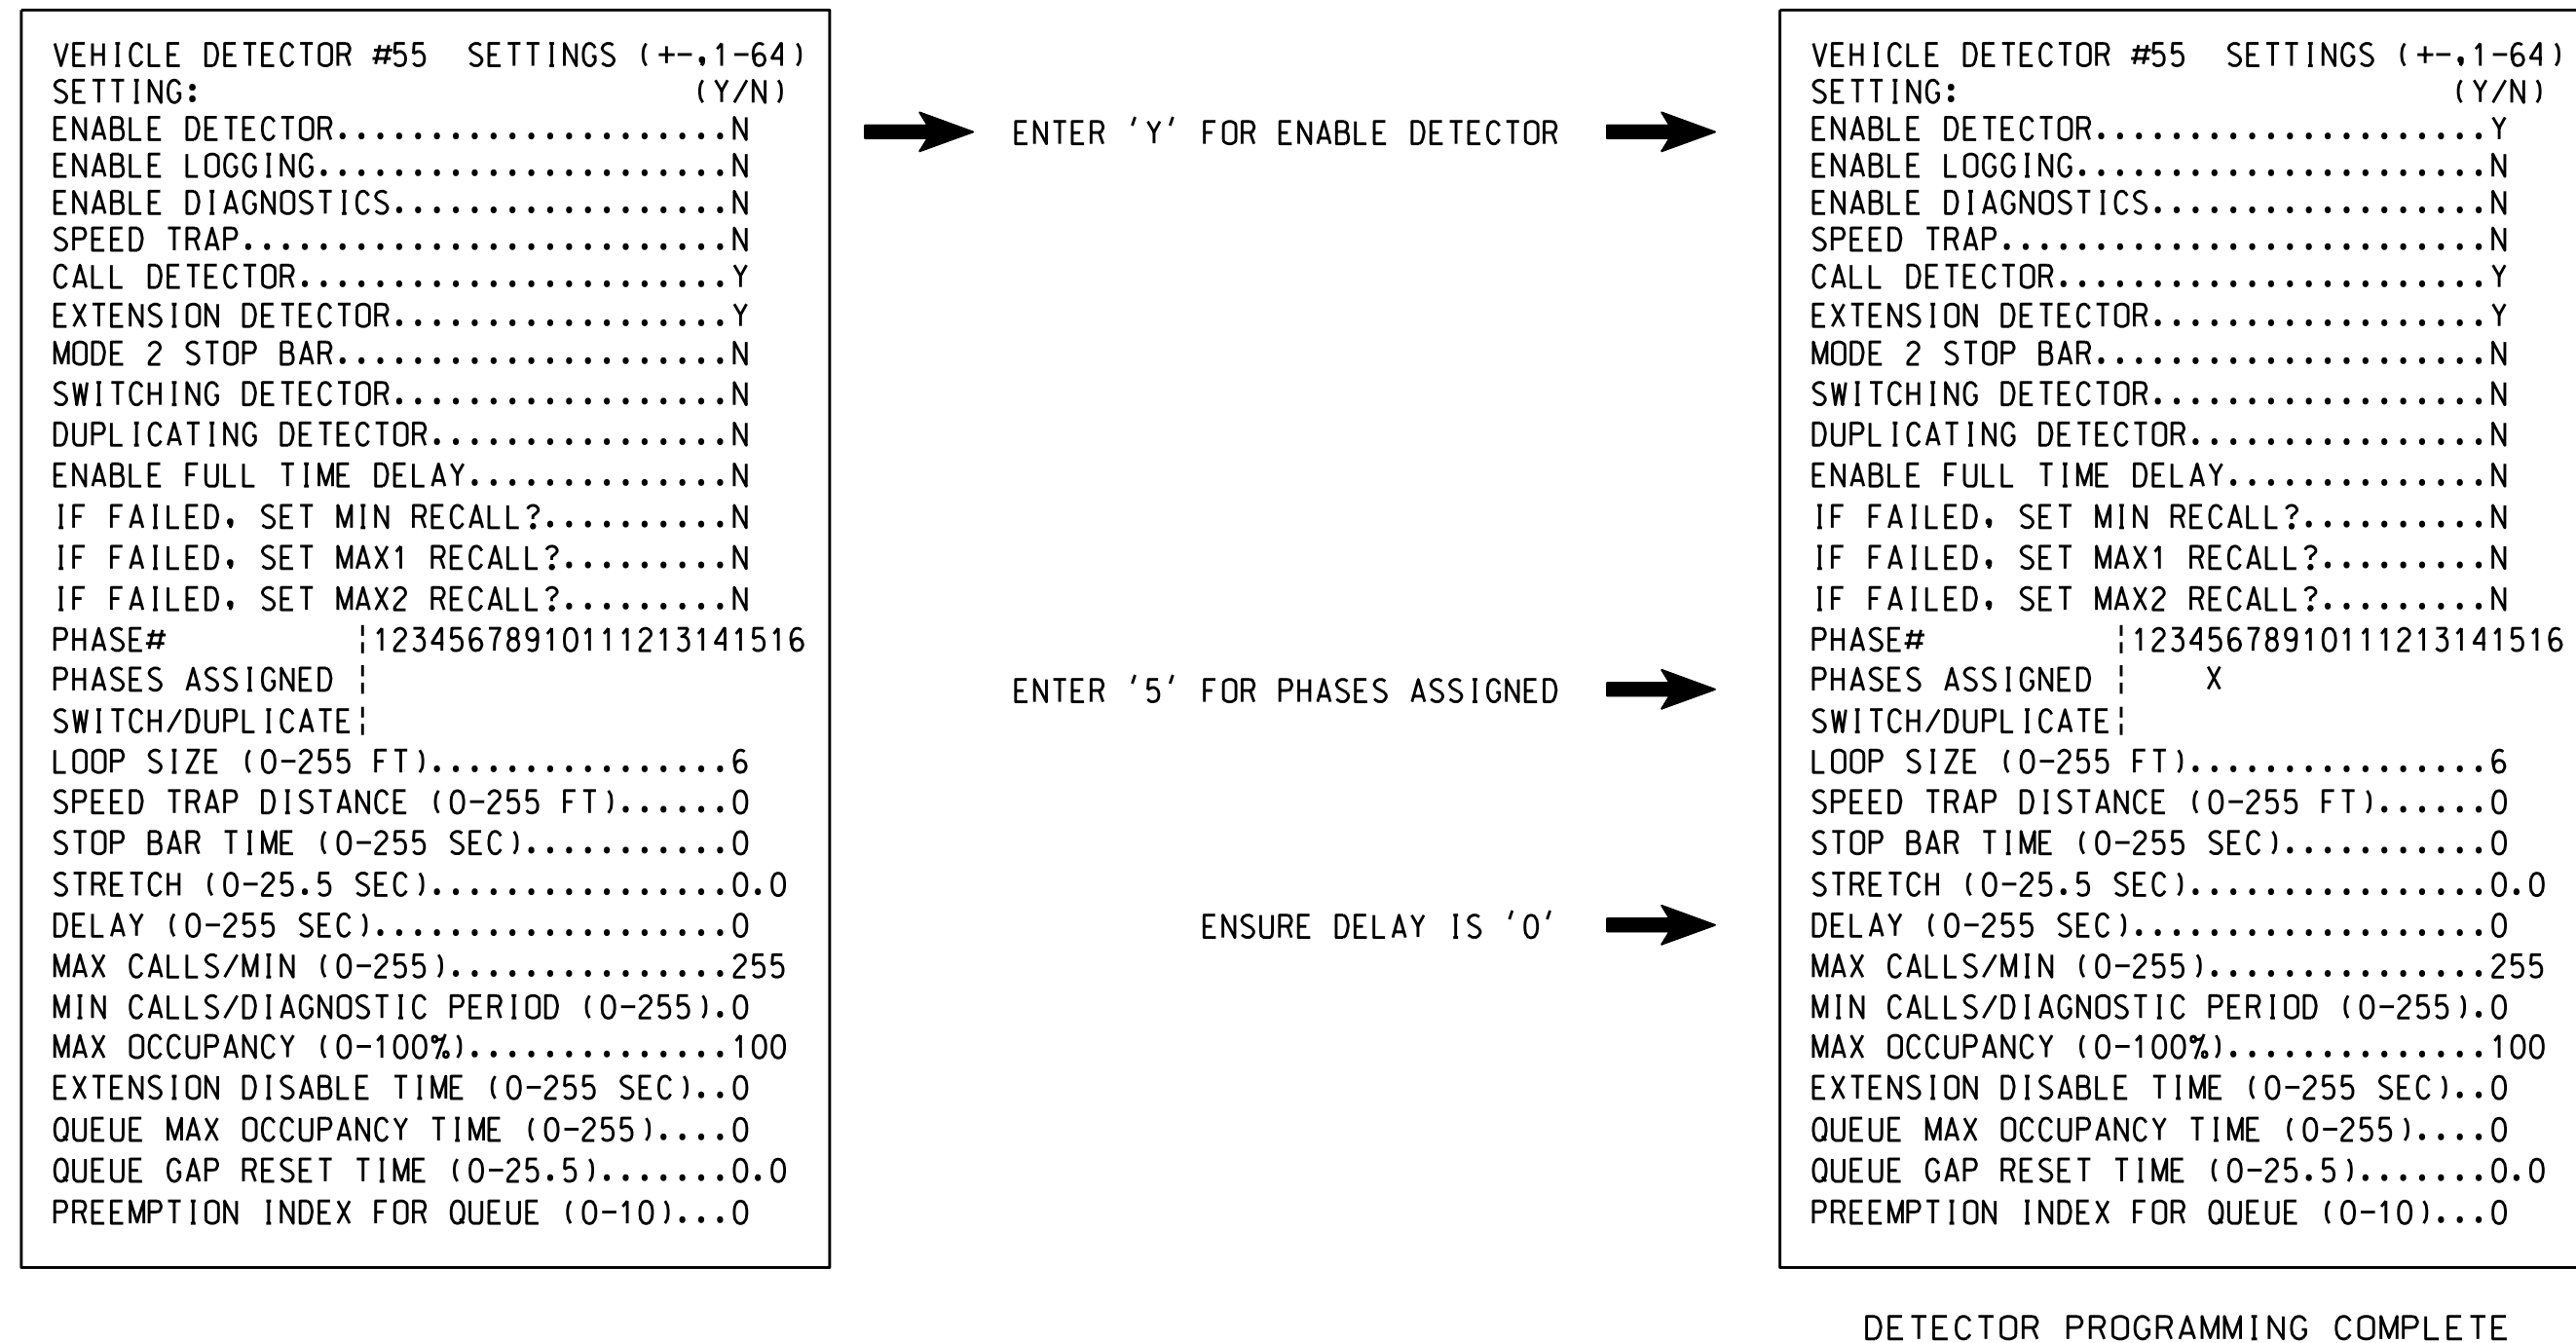 VEHICLE DETECTOR #55  SETTINGS (+-,1-64)
SETTING:                          (Y/N)
ENABLE DETECTOR.....................N
ENABLE LOGGING......................N
ENABLE DIAGNOSTICS..................N
SPEED TRAP..........................N
CALL DETECTOR.......................Y
EXTENSION DETECTOR..................Y
MODE 2 STOP BAR.....................N
SWITCHING DETECTOR..................N
DUPLICATING DETECTOR................N
ENABLE FULL TIME DELAY..............N
IF FAILED, SET MIN RECALL?..........N
IF FAILED, SET MAX1 RECALL?.........N
IF FAILED, SET MAX2 RECALL?.........N
PHASE#          |12345678910111213141516
PHASES ASSIGNED |
SWITCH/DUPLICATE|
LOOP SIZE (0-255 FT)................6
SPEED TRAP DISTANCE (0-255 FT)......0
STOP BAR TIME (0-255 SEC)...........0
STRETCH (0-25.5 SEC)................0.0
DELAY (0-255 SEC)...................0
MAX CALLS/MIN (0-255)...............255
MIN CALLS/DIAGNOSTIC PERIOD (0-255).0
MAX OCCUPANCY (0-100%)..............100
EXTENSION DISABLE TIME (0-255 SEC)..0
QUEUE MAX OCCUPANCY TIME (0-255)....0
QUEUE GAP RESET TIME (0-25.5).......0.0
PREEMPTION INDEX FOR QUEUE (0-10)...0
ENTER 'Y' FOR ENABLE DETECTOR
ENTER '5' FOR PHASES ASSIGNED
ENSURE DELAY IS '0'
VEHICLE DETECTOR #55  SETTINGS (+-,1-64)
SETTING:                          (Y/N)
ENABLE DETECTOR.....................Y
ENABLE LOGGING......................N
ENABLE DIAGNOSTICS..................N
SPEED TRAP..........................N
CALL DETECTOR.......................Y
EXTENSION DETECTOR..................Y
MODE 2 STOP BAR.....................N
SWITCHING DETECTOR..................N
DUPLICATING DETECTOR................N
ENABLE FULL TIME DELAY..............N
IF FAILED, SET MIN RECALL?..........N
IF FAILED, SET MAX1 RECALL?.........N
IF FAILED, SET MAX2 RECALL?.........N
PHASE#          |12345678910111213141516
PHASES ASSIGNED |    X
SWITCH/DUPLICATE|
LOOP SIZE (0-255 FT)................6
SPEED TRAP DISTANCE (0-255 FT)......0
STOP BAR TIME (0-255 SEC)...........0
STRETCH (0-25.5 SEC)................0.0
DELAY (0-255 SEC)...................0
MAX CALLS/MIN (0-255)...............255
MIN CALLS/DIAGNOSTIC PERIOD (0-255).0
MAX OCCUPANCY (0-100%)..............100
EXTENSION DISABLE TIME (0-255 SEC)..0
QUEUE MAX OCCUPANCY TIME (0-255)....0
QUEUE GAP RESET TIME (0-25.5).......0.0
PREEMPTION INDEX FOR QUEUE (0-10)...0
DETECTOR PROGRAMMING COMPLETE